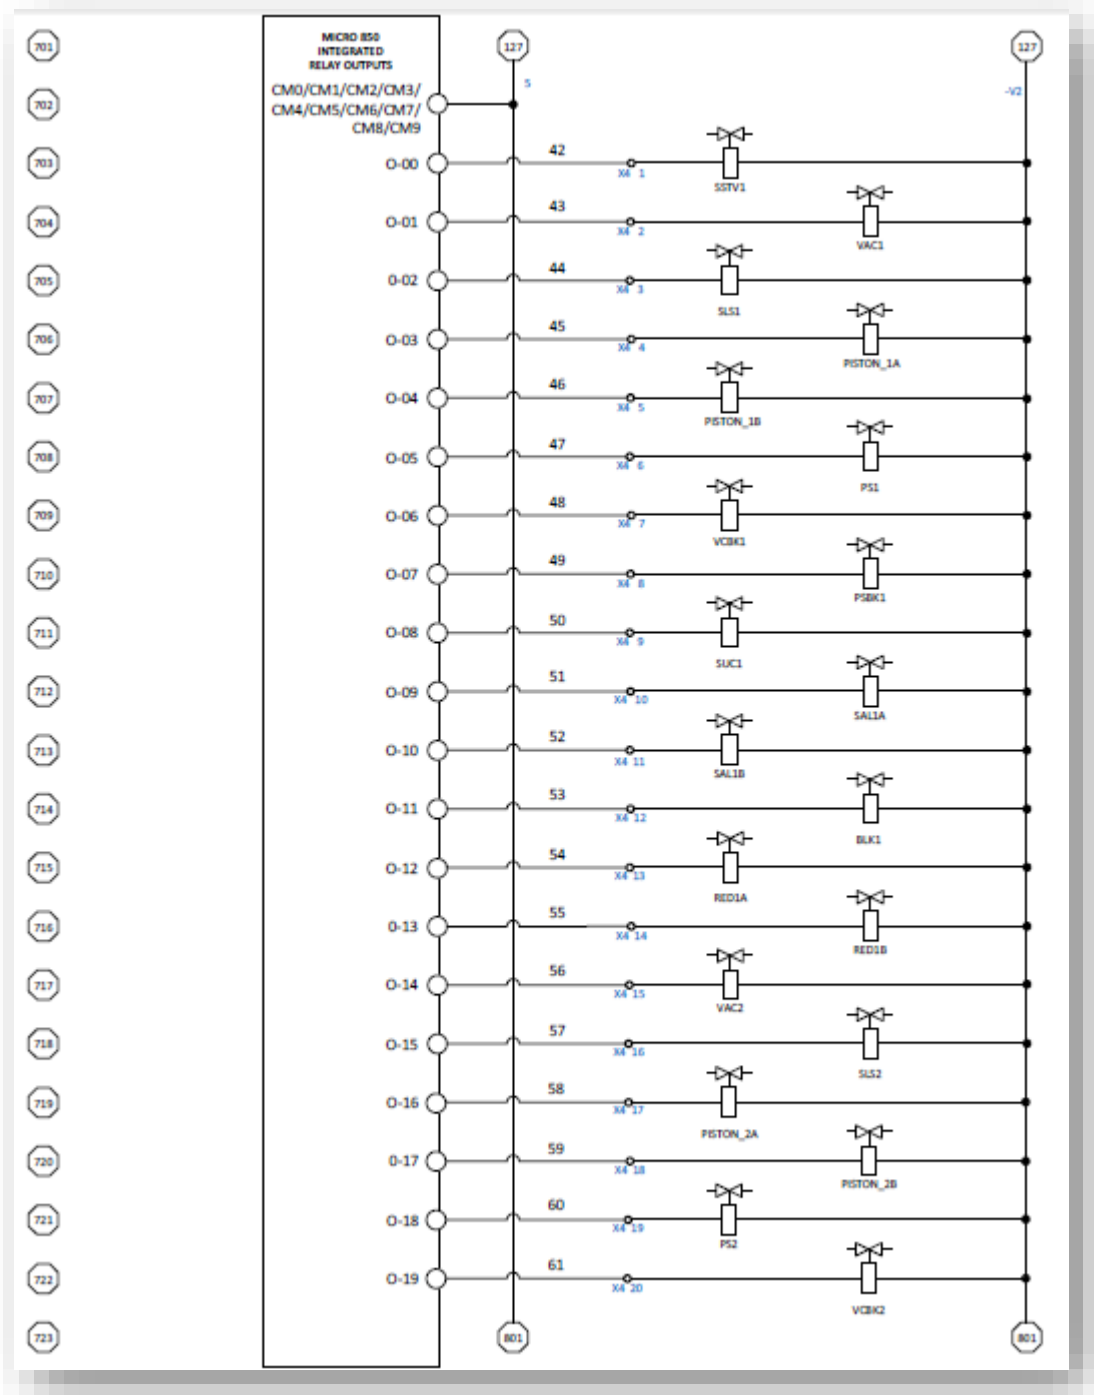 701
MICRO 850
INTEGRATED
RELAY OUTPUTS
127
127
5
-V2
702
CM0/CM1/CM2/CM3/
CM4/CM5/CM6/CM7/
CM8/CM9
703
O-00
42
X4 1
SSTV1
704
O-01
43
X4 2
VAC1
705
0-02
44
X4 3
SLS1
706
O-03
45
X4 4
PISTON_1A
707
O-04
46
X4 5
PISTON_1B
708
O-05
47
X4 6
PS1
709
O-06
48
X4 7
VCBK1
710
O-07
49
X4 8
PSBK1
711
O-08
50
X4 9
SUC1
712
O-09
51
X4 10
SAL1A
713
O-10
52
X4 11
SAL1B
714
O-11
53
X4 12
BLK1
715
O-12
54
X4 13
RED1A
716
0-13
55
X4 14
RED1B
717
O-14
56
X4 15
VAC2
718
O-15
57
X4 16
SLS2
719
O-16
58
X4 17
PISTON_2A
720
0-17
59
X4 18
PISTON_2B
721
O-18
60
X4 19
PS2
722
O-19
61
X4 20
VCBK2
723
801
801